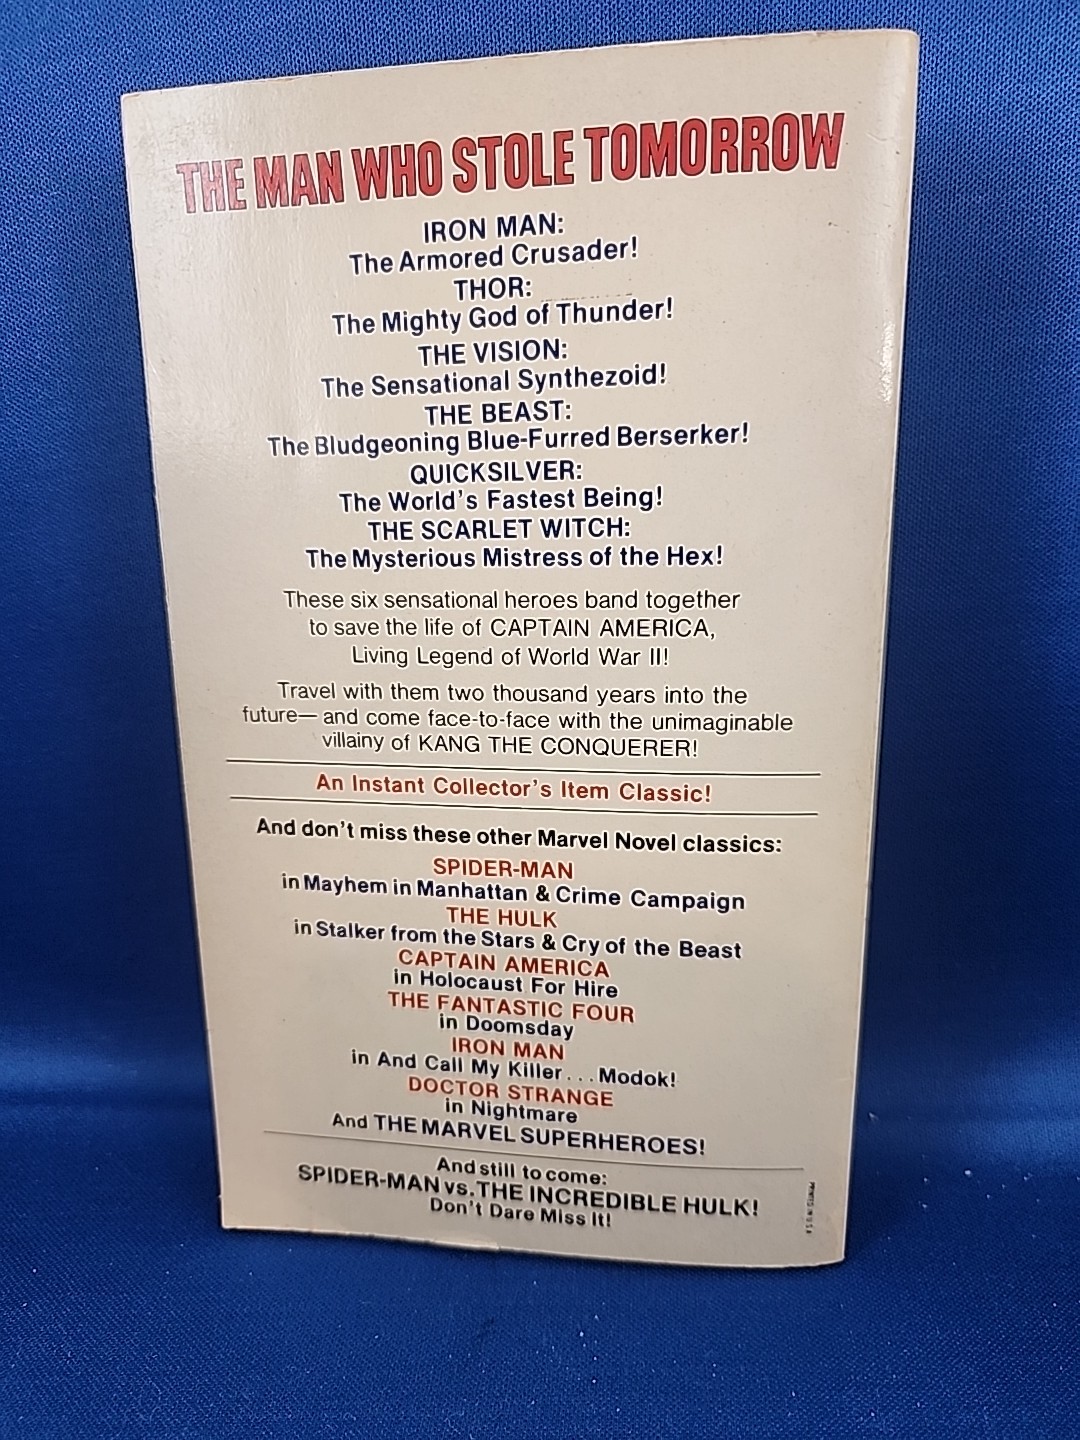 THE MAN WHO STOLE TOMORROW
IRON MAN:
The Armored Crusader!
THOR:
The Mighty God of Thunder!
THE VISION:
The Sensational Synthezoid!
THE BEAST:
The Bludgeoning Blue-Furred Berserker!
QUICKSILVER:
The World's Fastest Being!
THE SCARLET WITCH:
The Mysterious Mistress of the Hex!
These six sensational heroes band together
to save the life of CAPTAIN AMERICA,
Living Legend of World War II!
Travel with them two thousand years into the
future—and come face-to-face with the unimaginable
villainy of KANG THE CONQUERER!
An Instant Collector's Item Classic!
And don't miss these other Marvel Novel classics:
SPIDER-MAN
in Mayhem in Manhattan & Crime Campaign
THE HULK
in Stalker from the Stars & Cry of the Beast
CAPTAIN AMERICA
in Holocaust For Hire
THE FANTASTIC FOUR
in Doomsday
IRON MAN
in And Call My Killer...Modok!
DOCTOR STRANGE
in Nightmare
And THE MARVEL SUPERHEROES!
And still to come:
SPIDER-MAN vs. THE INCREDIBLE HULK!
Don't Dare Miss It!
PRINTED IN U.S.A.